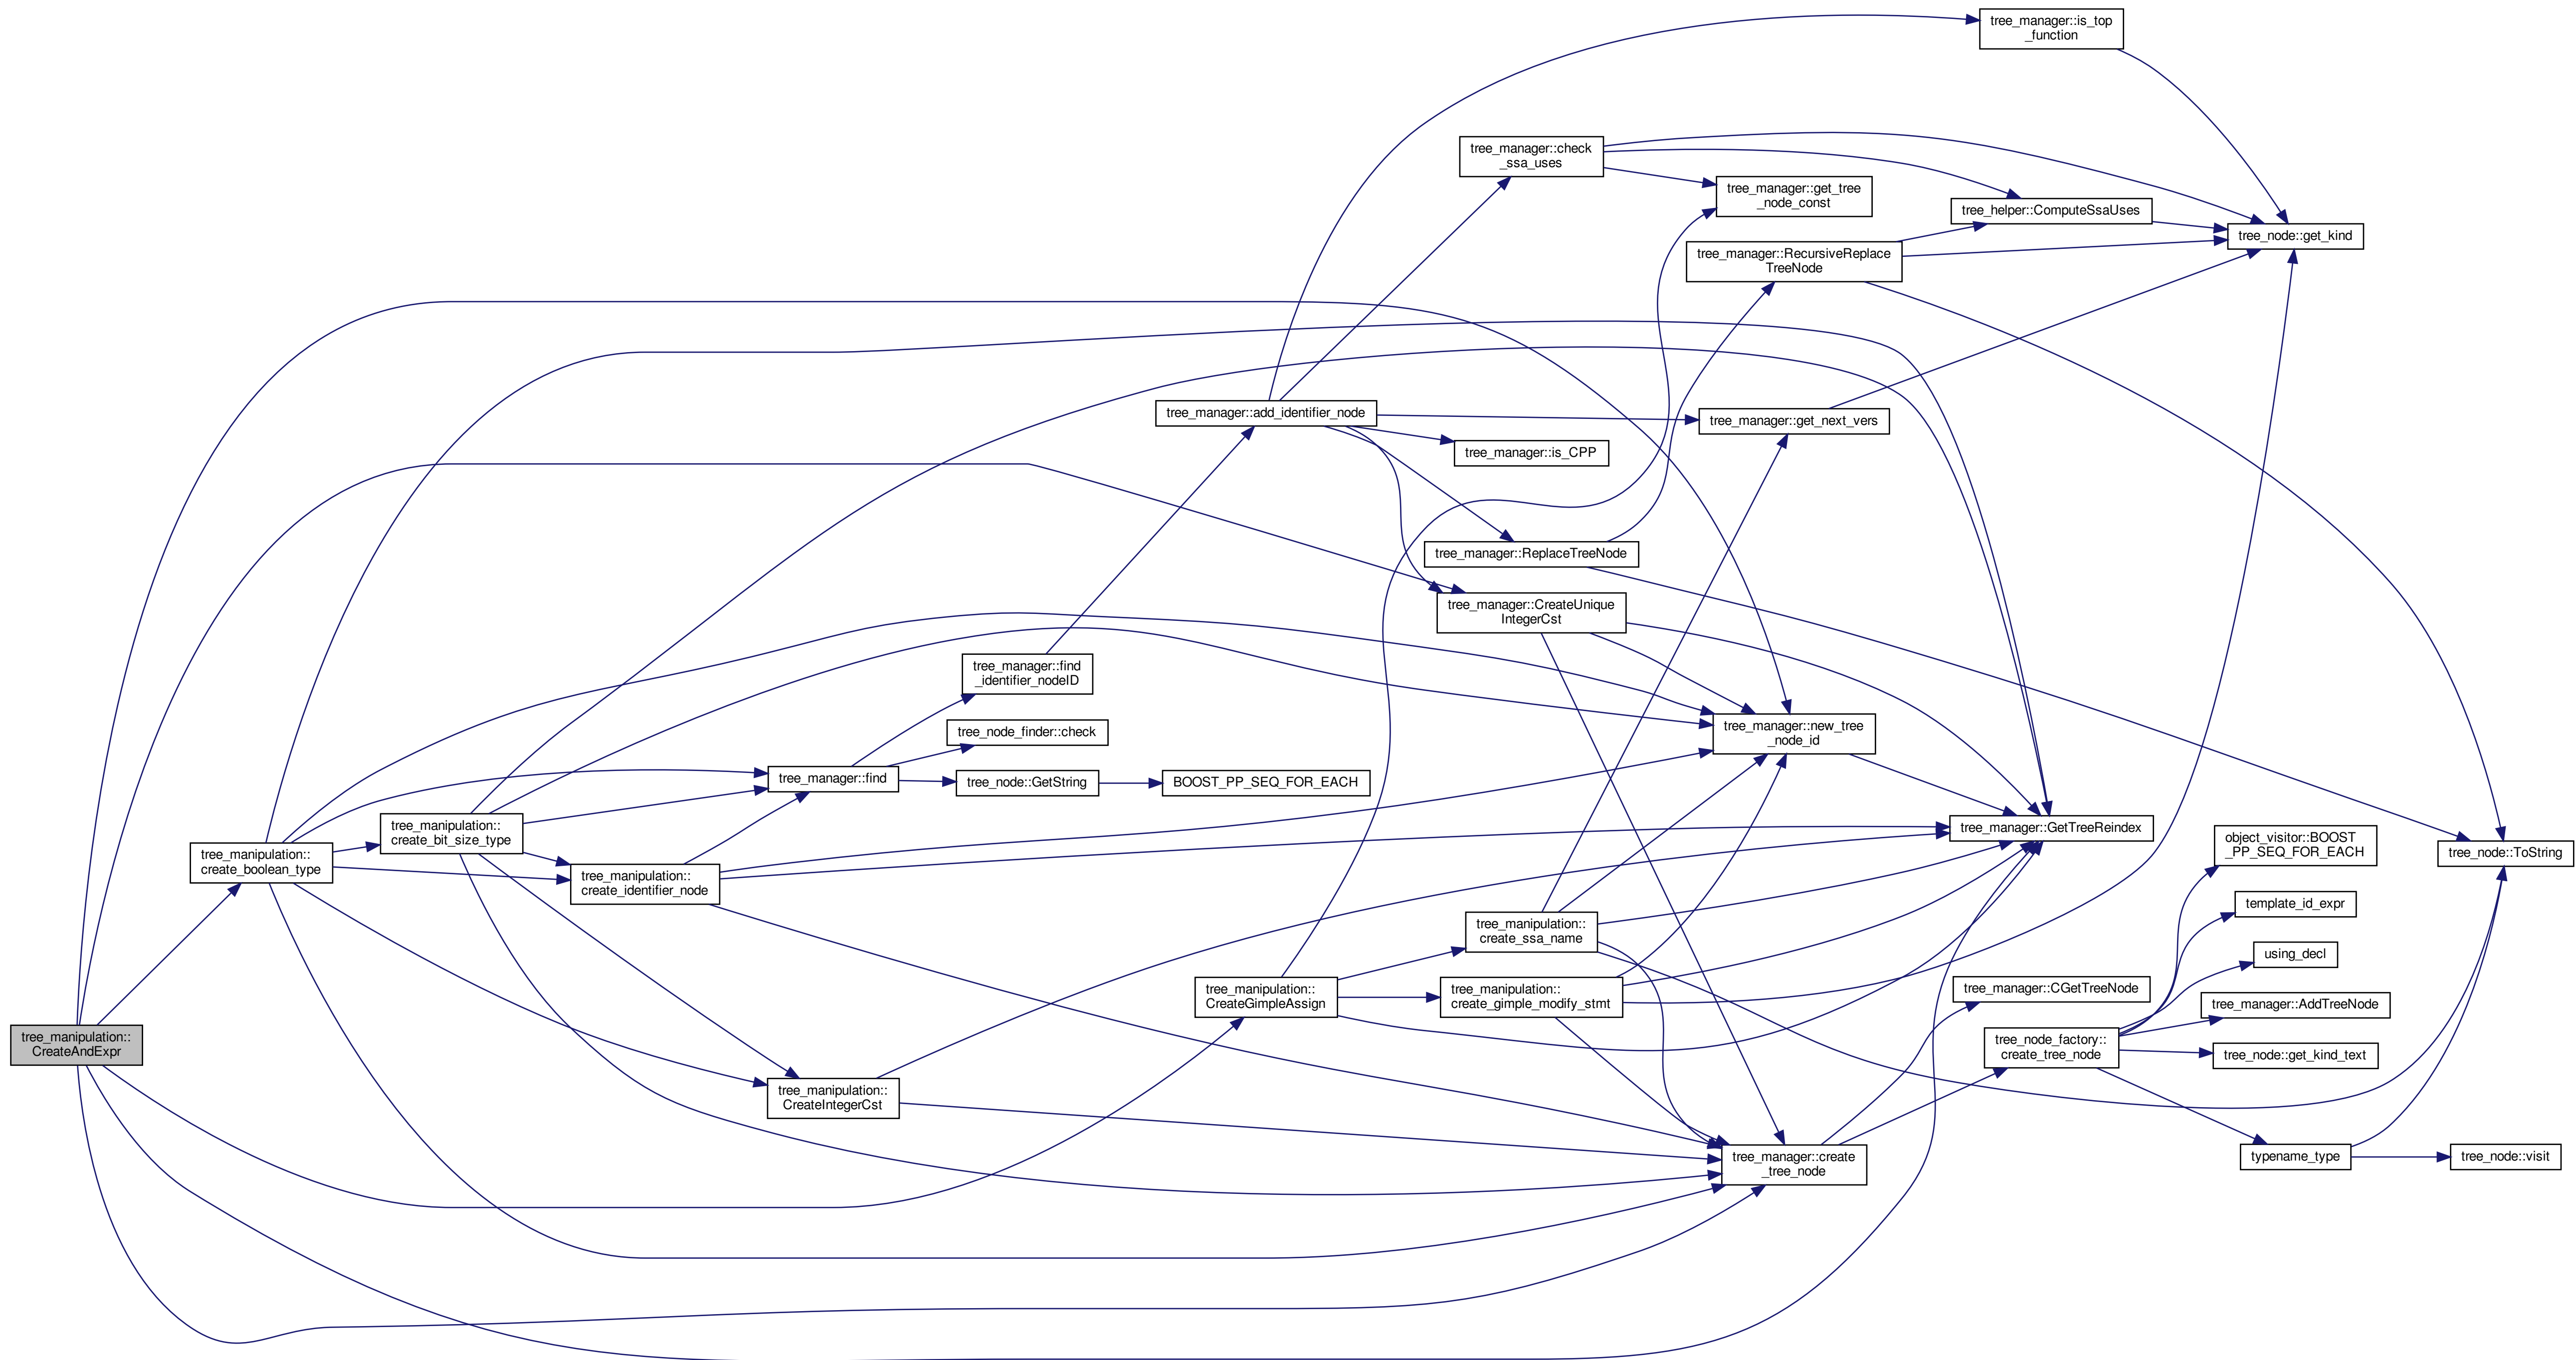 tree_manipulation::
CreateAndExpr
tree_manipulation::
create_boolean_type
tree_manipulation::
create_bit_size_type
tree_manipulation::
create_identifier_node
tree_manipulation::
CreateIntegerCst
tree_manager::find
tree_manager::find
_identifier_nodeID
tree_node_finder::check
tree_node::GetString
BOOST_PP_SEQ_FOR_EACH
tree_manager::add_identifier_node
tree_manipulation::
CreateGimpleAssign
tree_manager::check
_ssa_uses
tree_manager::is_CPP
tree_manager::ReplaceTreeNode
tree_manager::CreateUnique
IntegerCst
tree_manipulation::
create_ssa_name
tree_manipulation::
create_gimple_modify_stmt
tree_manager::get_tree
_node_const
tree_manager::RecursiveReplace
TreeNode
tree_manager::get_next_vers
tree_manager::new_tree
_node_id
tree_manager::create
_tree_node
tree_manager::is_top
_function
tree_helper::ComputeSsaUses
tree_manager::GetTreeReindex
tree_manager::CGetTreeNode
tree_node_factory::
create_tree_node
tree_node::get_kind
object_visitor::BOOST
_PP_SEQ_FOR_EACH
template_id_expr
using_decl
tree_manager::AddTreeNode
tree_node::get_kind_text
typename_type
tree_node::ToString
tree_node::visit